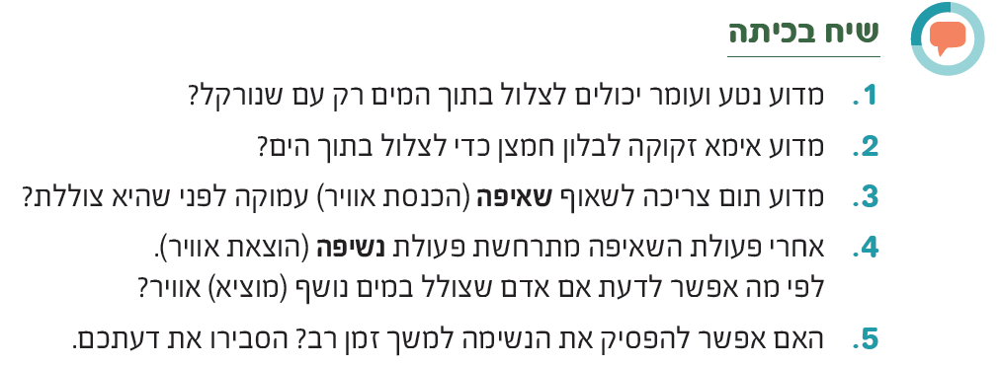 שיח בכיתה
1. מדוע נטע ועומר יכולים לצלול בתוך המים רק עם שנורקל?
2. מדוע אימא זקוקה לבלון חמצן כדי לצלול בתוך הים?
3. מדוע תום צריכה לשאוף שאיפה (הכנסת אוויר) עמוקה לפני שהיא צוללת?
4. אחרי פעולת השאיפה מתרחשת פעולת נשיפה (הוצאת אוויר).
לפי מה אפשר לדעת אם אדם שצולל במים נושף (מוציא) אוויר?
5. האם אפשר להפסיק את הנשימה למשך זמן רב? הסבירו את דעתכם.